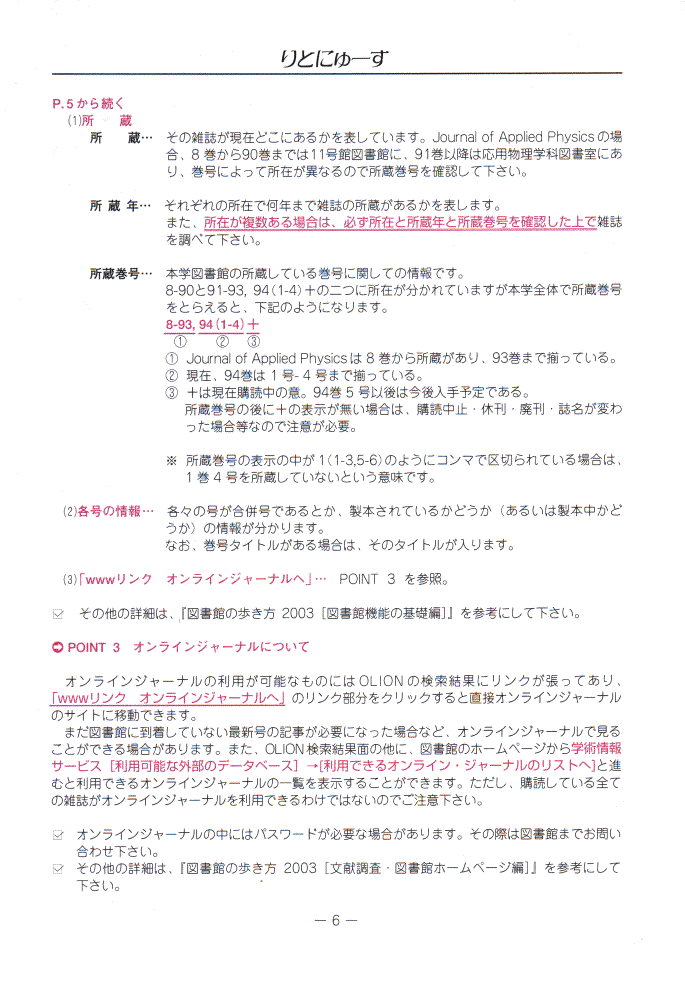 りとにゅーす
P.5から続く
(1)所 蔵
所 蔵… その雑誌が現在どこにあるかを表しています。Journal of Applied Physicsの場
合、8巻から90巻までは11号館図書館に、91巻以降は応用物理学科図書室にあ
り、巻号によって所在が異なるので所蔵巻号を確認して下さい。
所 蔵 年… それぞれの所在で何年まで雑誌の所蔵があるかを表します。
また、所在が複数ある場合は、必ず所在と所蔵年と所蔵巻号を確認した上で雑誌
を調べて下さい。
所蔵巻号… 本学図書館の所蔵している巻号に関しての情報です。
8-90と91-93, 94(1-4)＋の二つに所在が分かれていますが本学全体で所蔵巻号
をとらえると、下記のようになります。
8-93, 94(1-4)＋
① ② ③
① Journal of Applied Physicsは8巻から所蔵があり、93巻まで揃っている。
② 現在、94巻は1号-4号まで揃っている。
③ ＋は現在購読中の意。94巻5号以後は今後入手予定である。
所蔵巻号の後に＋の表示が無い場合は、購読中止・休刊・廃刊・誌名が変わ
った場合等なので注意が必要。
※ 所蔵巻号の表示の中が1(1-3,5-6)のようにコンマで区切られている場合は、
1巻4号を所蔵していないという意味です。
(2)各号の情報… 各々の号が合併号であるとか、製本されているかどうか（あるいは製本中かど
うか）の情報が分かります。
なお、巻号タイトルがある場合は、そのタイトルが入ります。
(3)「wwwリンク オンラインジャーナルへ」… POINT 3 を参照。
☑ その他の詳細は、『図書館の歩き方 2003［図書館機能の基礎編］』を参考にして下さい。
➲ POINT 3 オンラインジャーナルについて
オンラインジャーナルの利用が可能なものにはOLIONの検索結果にリンクが張ってあり、
「wwwリンク オンラインジャーナルへ」のリンク部分をクリックすると直接オンラインジャーナル
のサイトに移動できます。
まだ図書館に到着していない最新号の記事が必要になった場合など、オンラインジャーナルで見る
ことができる場合があります。また、OLION検索結果面の他に、図書館のホームページから学術情報
サービス［利用可能な外部のデータベース］→[利用できるオンライン・ジャーナルのリストへ]と進
むと利用できるオンラインジャーナルの一覧を表示することができます。ただし、購読している全て
の雑誌がオンラインジャーナルを利用できるわけではないのでご注意下さい。
☑ オンラインジャーナルの中にはパスワードが必要な場合があります。その際は図書館までお問い
合わせ下さい。
☑ その他の詳細は、『図書館の歩き方 2003［文献調査・図書館ホームページ編］』を参考にして
下さい。
― 6 ―